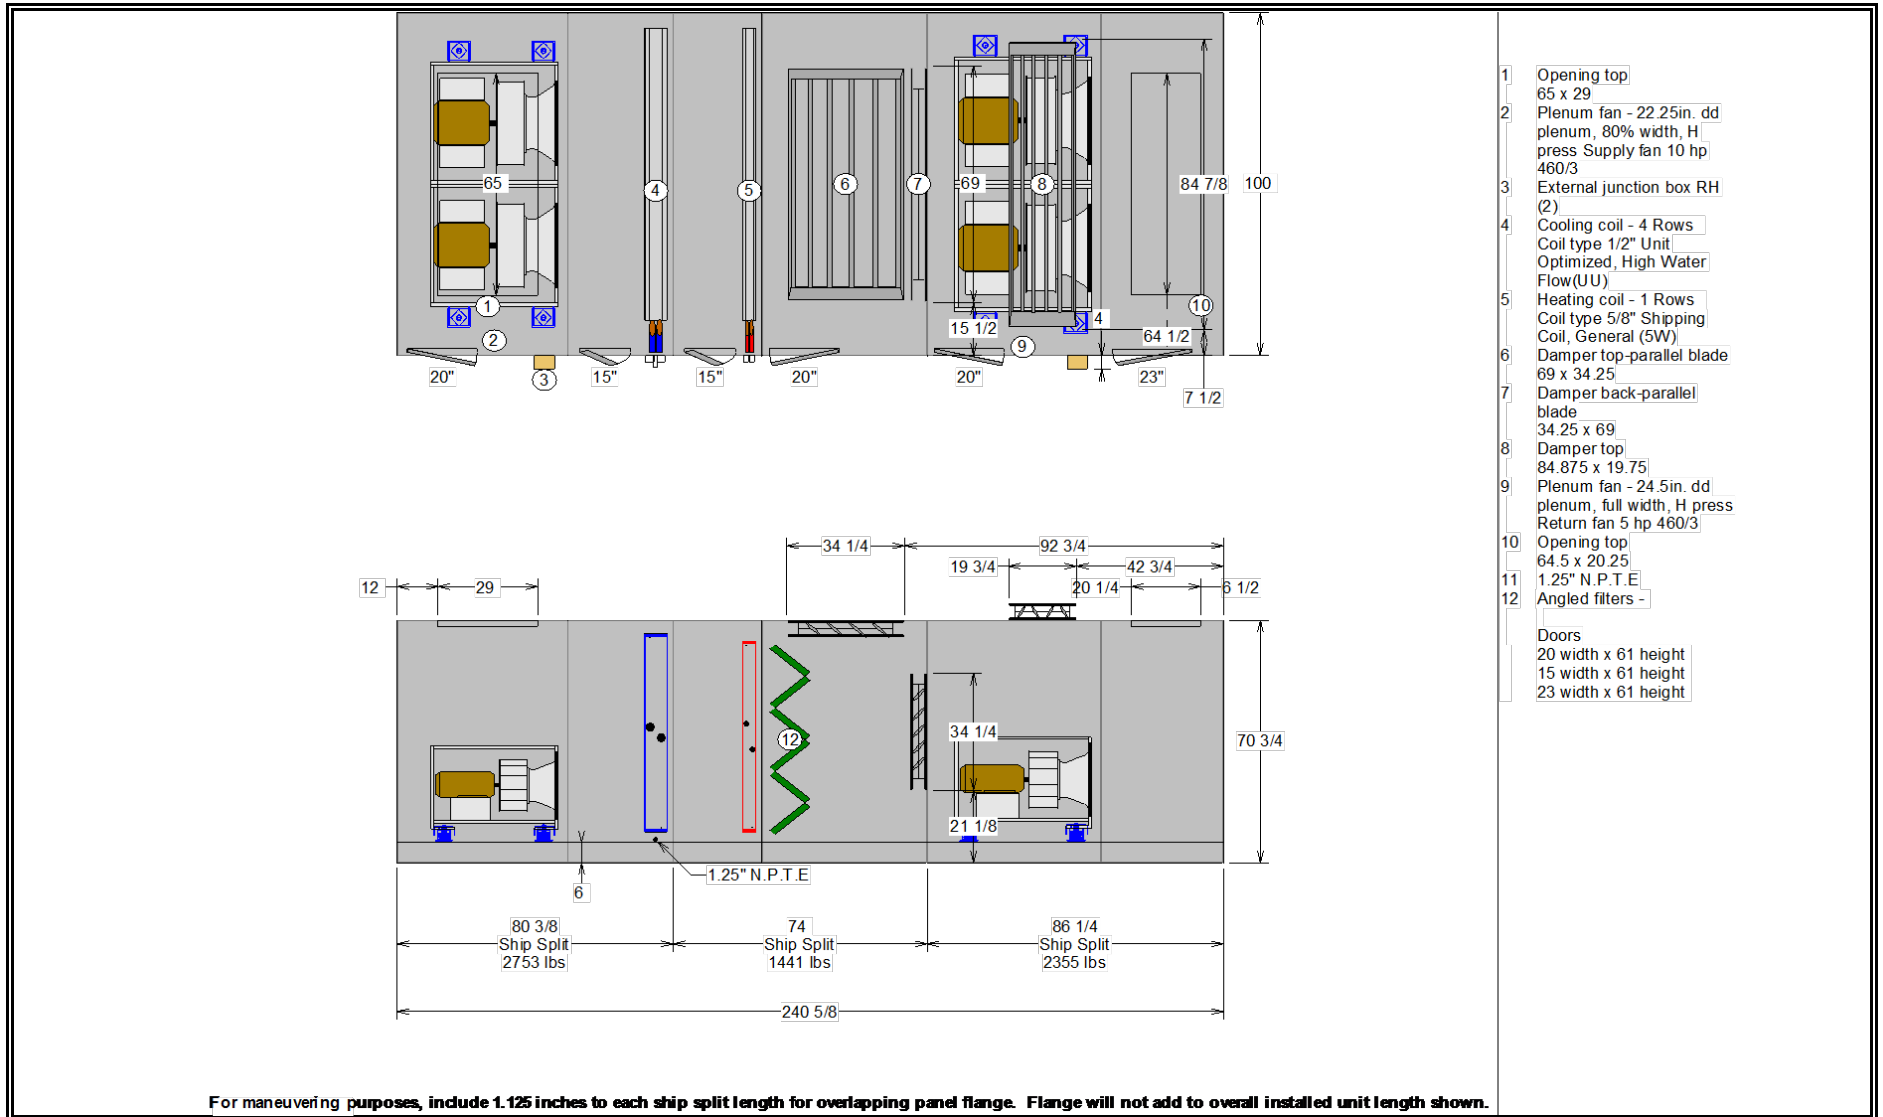 65
4
5
6
7
69
8
84 7/8
100
1
2
3
9
10
15 1/2
4
64 1/2
20"
15"
15"
20"
20"
23"
7 1/2
34 1/4
92 3/4
19 3/4
42 3/4
12
29
20 1/4
6 1/2
12
34 1/4
70 3/4
21 1/8
1.25" N.P.T.E
6
80 3/8
Ship Split
2753 lbs
74
Ship Split
1441 lbs
86 1/4
Ship Split
2355 lbs
240 5/8
1 Opening top
65 x 29
2 Plenum fan - 22.25in. dd
plenum, 80% width, H
press Supply fan 10 hp
460/3
3 External junction box RH
(2)
4 Cooling coil - 4 Rows
Coil type 1/2" Unit
Optimized, High Water
Flow(UU)
5 Heating coil - 1 Rows
Coil type 5/8" Shipping
Coil, General (5W)
6 Damper top-parallel blade
69 x 34.25
7 Damper back-parallel
blade
34.25 x 69
8 Damper top
84.875 x 19.75
9 Plenum fan - 24.5in. dd
plenum, full width, H press
Return fan 5 hp 460/3
10 Opening top
64.5 x 20.25
11 1.25" N.P.T.E
12 Angled filters -
Doors
20 width x 61 height
15 width x 61 height
23 width x 61 height
For maneuvering purposes, include 1.125 inches to each ship split length for overlapping panel flange. Flange will not add to overall installed unit length shown.